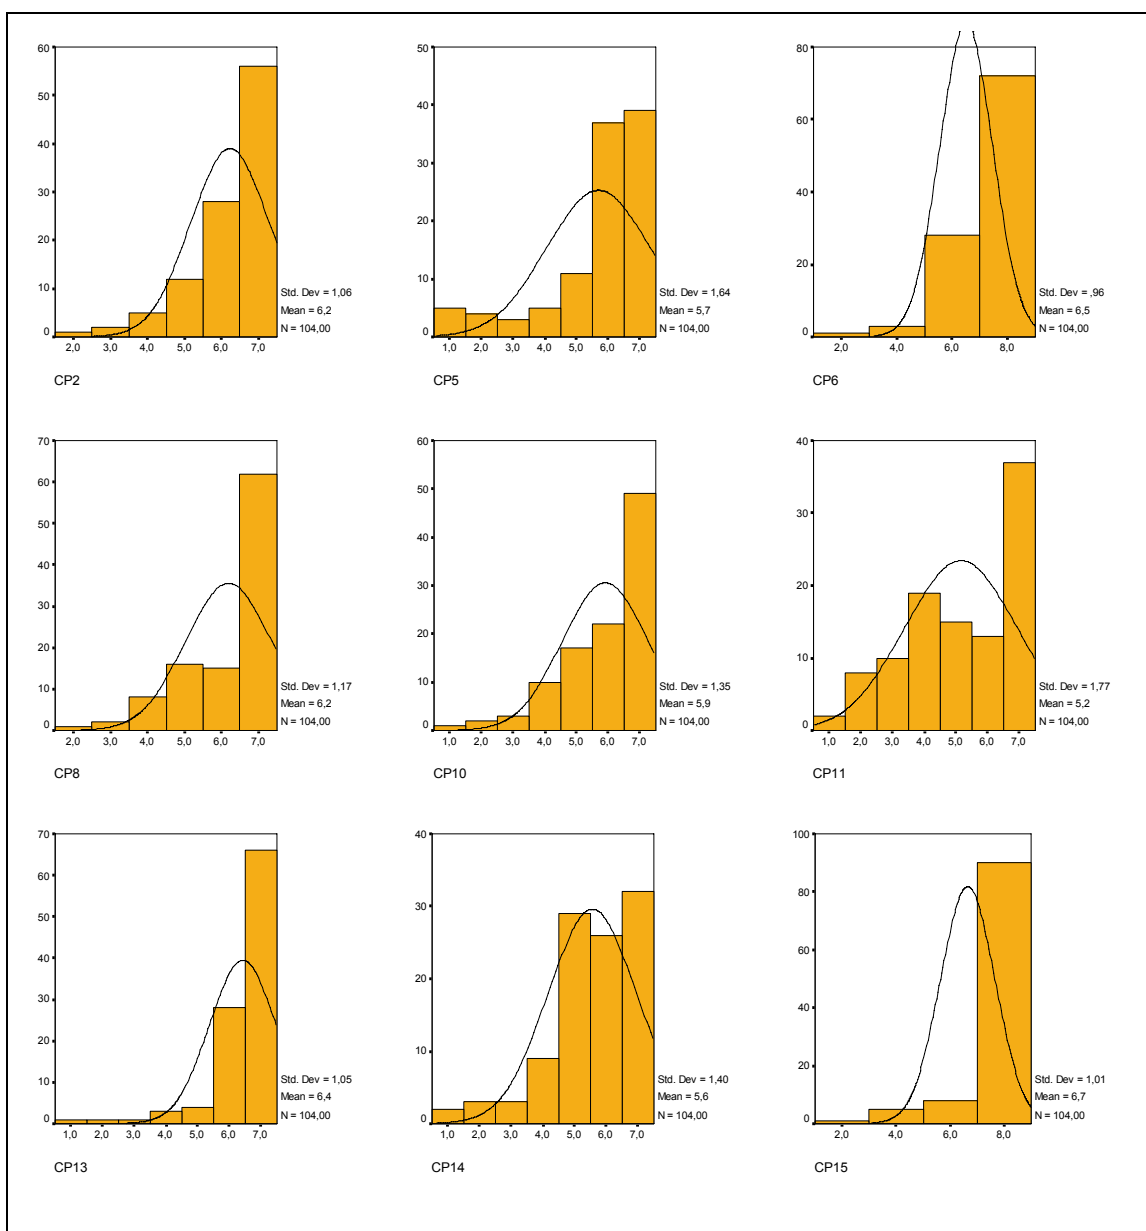 60
50
40
30
20
10
0
2,0 3,0 4,0 5,0 6,0 7,0
Std. Dev = 1,06
Mean = 6,2
N = 104,00
CP2
50
40
30
20
10
0
1,0 2,0 3,0 4,0 5,0 6,0 7,0
Std. Dev = 1,64
Mean = 5,7
N = 104,00
CP5
80
60
40
20
0
2,0 4,0 6,0 8,0
Std. Dev = ,96
Mean = 6,5
N = 104,00
CP6
70
60
50
40
30
20
10
0
2,0 3,0 4,0 5,0 6,0 7,0
Std. Dev = 1,17
Mean = 6,2
N = 104,00
CP8
60
50
40
30
20
10
0
1,0 2,0 3,0 4,0 5,0 6,0 7,0
Std. Dev = 1,35
Mean = 5,9
N = 104,00
CP10
40
30
20
10
0
1,0 2,0 3,0 4,0 5,0 6,0 7,0
Std. Dev = 1,77
Mean = 5,2
N = 104,00
CP11
70
60
50
40
30
20
10
0
1,0 2,0 3,0 4,0 5,0 6,0 7,0
Std. Dev = 1,05
Mean = 6,4
N = 104,00
CP13
40
30
20
10
0
1,0 2,0 3,0 4,0 5,0 6,0 7,0
Std. Dev = 1,40
Mean = 5,6
N = 104,00
CP14
100
80
60
40
20
0
2,0 4,0 6,0 8,0
Std. Dev = 1,01
Mean = 6,7
N = 104,00
CP15